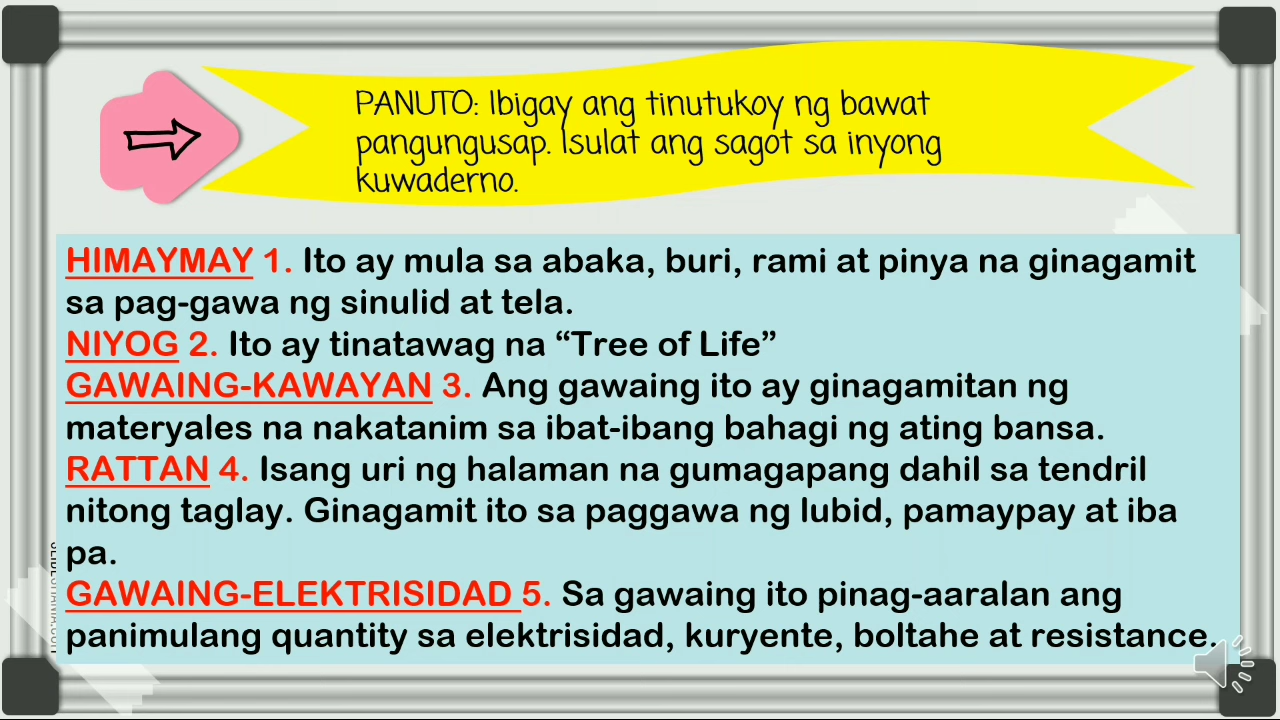 PANUTO: Ibigay ang tinutukoy ng bawat
pangungusap. Isulat ang sagot sa inyong
kuwaderno.
HIMAYMAY 1. Ito ay mula sa abaka, buri, rami at pinya na ginagamit
sa pag-gawa ng sinulid at tela.
NIYOG 2. Ito ay tinatawag na “Tree of Life”
GAWAING-KAWAYAN 3. Ang gawaing ito ay ginagamitan ng
materyales na nakatanim sa ibat-ibang bahagi ng ating bansa.
RATTAN 4. Isang uri ng halaman na gumagapang dahil sa tendril
nitong taglay. Ginagamit ito sa paggawa ng lubid, pamaypay at iba
pa.
GAWAING-ELEKTRISIDAD 5. Sa gawaing ito pinag-aaralan ang
panimulang quantity sa elektrisidad, kuryente, boltahe at resistance.